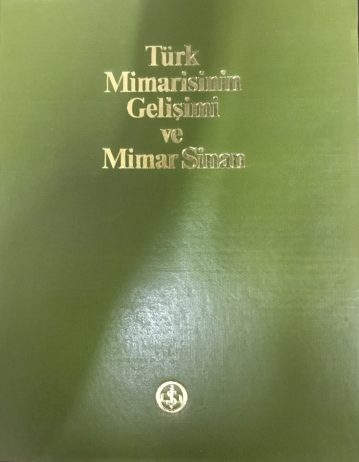 Türk
Mimarisinin
Gelişimi
ve
Mimar Sinan